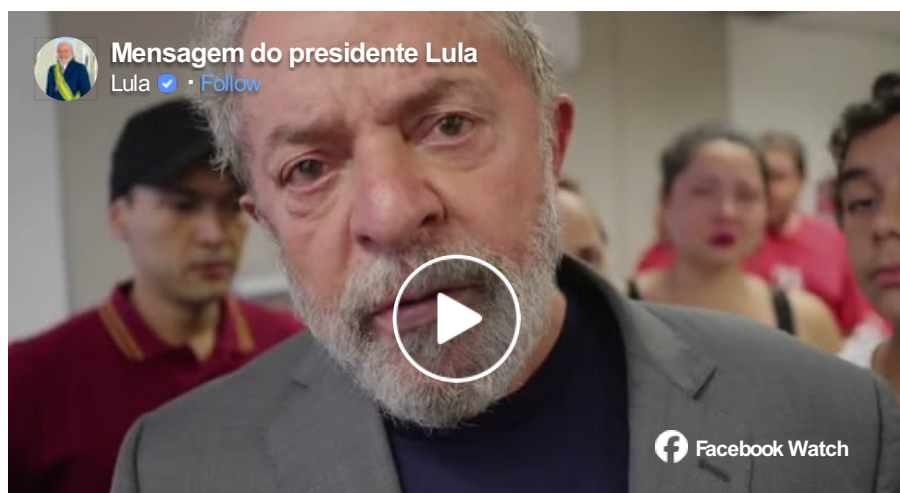 Mensagem do presidente Lula
Lula · Follow
Facebook Watch